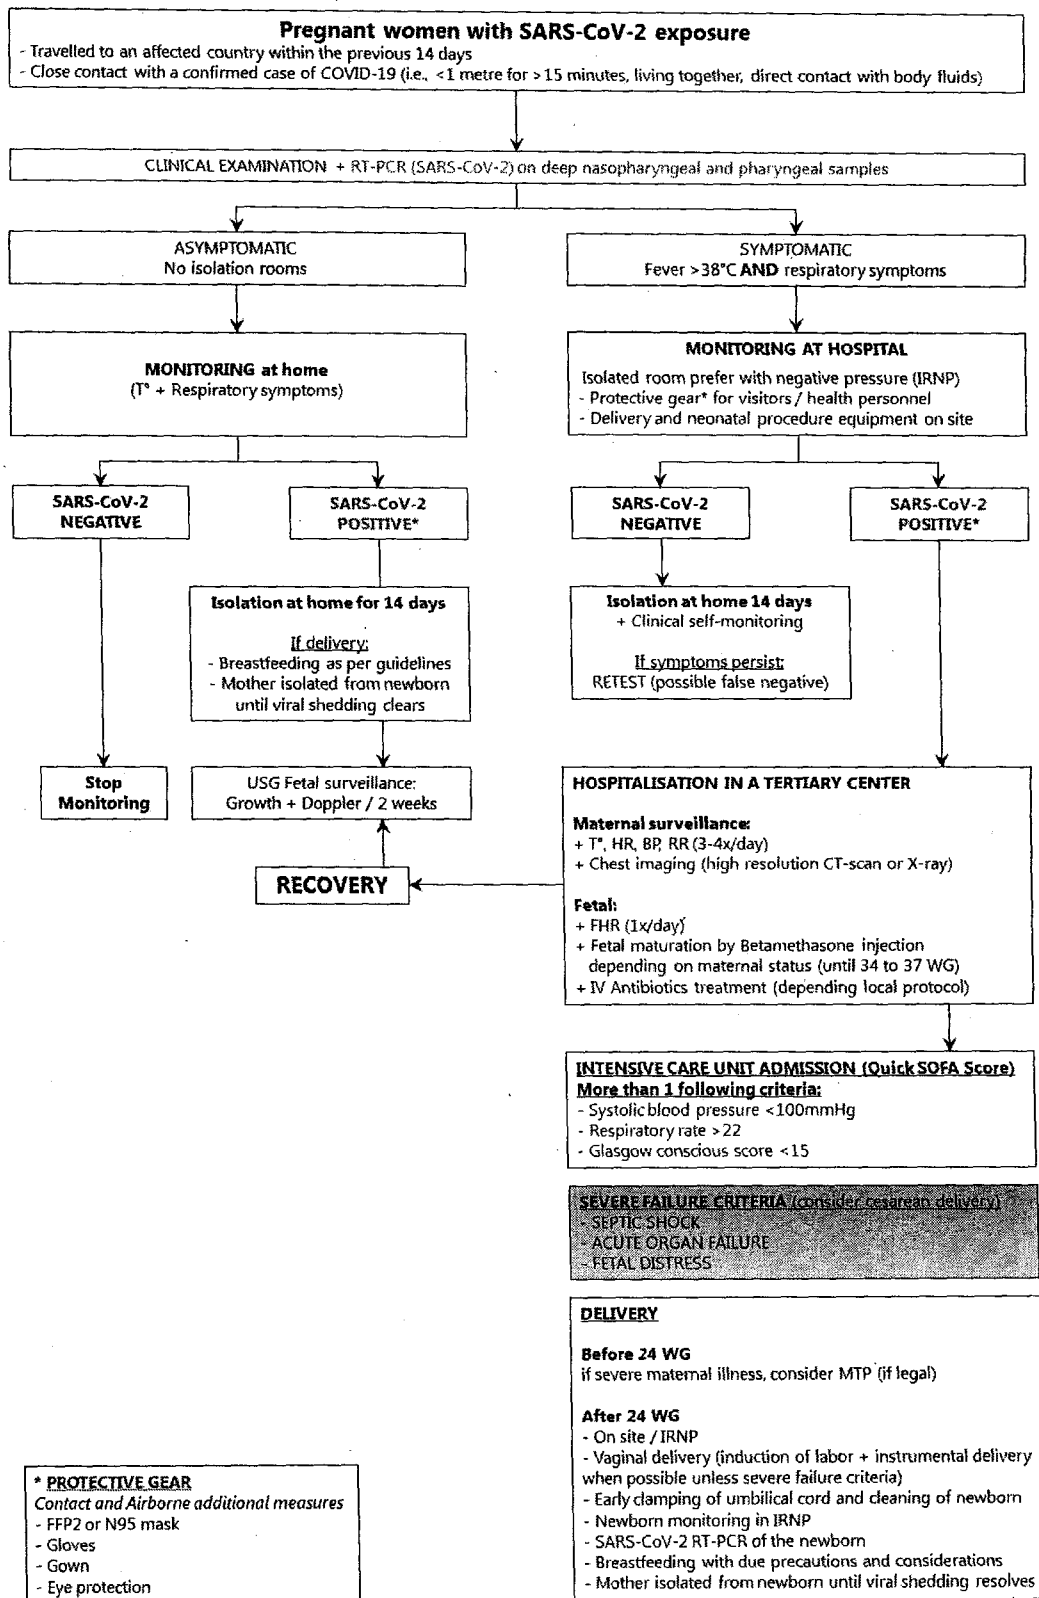 Pregnant women with SARS-CoV-2 exposure
- Travelled to an affected country within the previous 14 days
- Close contact with a confirmed case of COVID-19 (i.e., <1 metre for >15 minutes, living together, direct contact with body fluids)
CLINICAL EXAMINATION + RT-PCR (SARS-CoV-2) on deep nasopharyngeal and pharyngeal samples
ASYMPTOMATIC
No isolation rooms
SYMPTOMATIC
Fever >38°C AND respiratory symptoms
MONITORING at home
(T° + Respiratory symptoms)
MONITORING AT HOSPITAL
Isolated room prefer with negative pressure (IRNP)
- Protective gear* for visitors / health personnel
- Delivery and neonatal procedure equipment on site
SARS-CoV-2
NEGATIVE
SARS-CoV-2
POSITIVE*
SARS-CoV-2
NEGATIVE
SARS-CoV-2
POSITIVE*
Isolation at home for 14 days
If delivery:
- Breastfeeding as per guidelines
- Mother isolated from newborn
until viral shedding clears
Isolation at home 14 days
+ Clinical self-monitoring
If symptoms persist:
RETEST (possible false negative)
Stop
Monitoring
USG Fetal surveillance:
Growth + Doppler / 2 weeks
RECOVERY
HOSPITALISATION IN A TERTIARY CENTER
Maternal surveillance:
+ T°, HR, BP, RR (3-4x/day)
+ Chest imaging (high resolution CT-scan or X-ray)
Fetal:
+ FHR (1x/day)
+ Fetal maturation by Betamethasone injection
depending on maternal status (until 34 to 37 WG)
+ IV Antibiotics treatment (depending local protocol)
INTENSIVE CARE UNIT ADMISSION (Quick SOFA Score)
More than 1 following criteria:
- Systolic blood pressure <100mmHg
- Respiratory rate >22
- Glasgow conscious score <15
SEVERE FAILURE CRITERIA (consider cesarean delivery)
- SEPTIC SHOCK
- ACUTE ORGAN FAILURE
- FETAL DISTRESS
DELIVERY
Before 24 WG
if severe maternal illness, consider MTP (if legal)
After 24 WG
- On site / IRNP
- Vaginal delivery (induction of labor + instrumental delivery
when possible unless severe failure criteria)
- Early clamping of umbilical cord and cleaning of newborn
- Newborn monitoring in IRNP
- SARS-CoV-2 RT-PCR of the newborn
- Breastfeeding with due precautions and considerations
- Mother isolated from newborn until viral shedding resolves
* PROTECTIVE GEAR
Contact and Airborne additional measures
- FFP2 or N95 mask
- Gloves
- Gown
- Eye protection